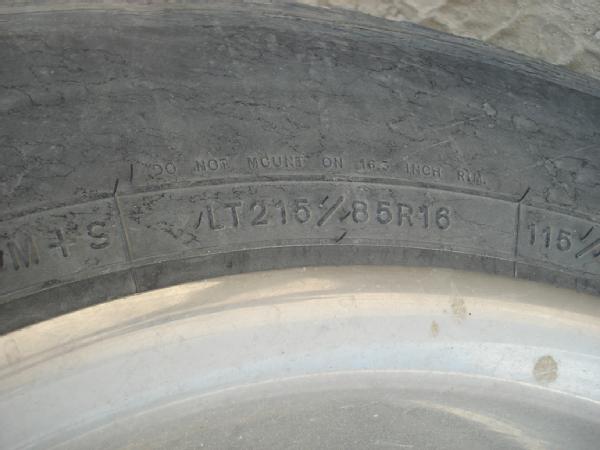 DO NOT MOUNT ON 16.5 INCH RIM.
M+S LT215/85R16 115/